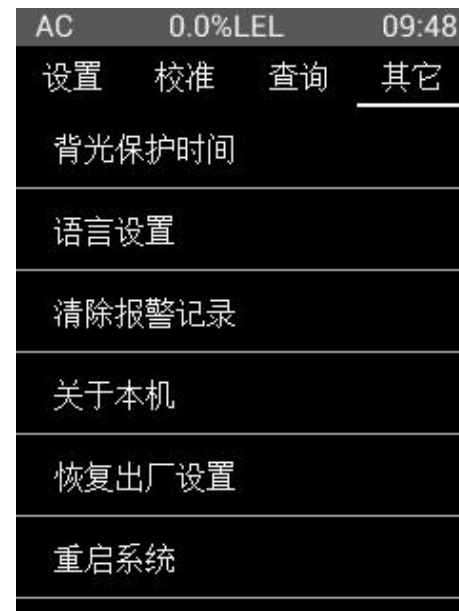 AC 0.0%LEL 09:48
设置 校准 查询 其它
背光保护时间
语言设置
清除报警记录
关于本机
恢复出厂设置
重启系统